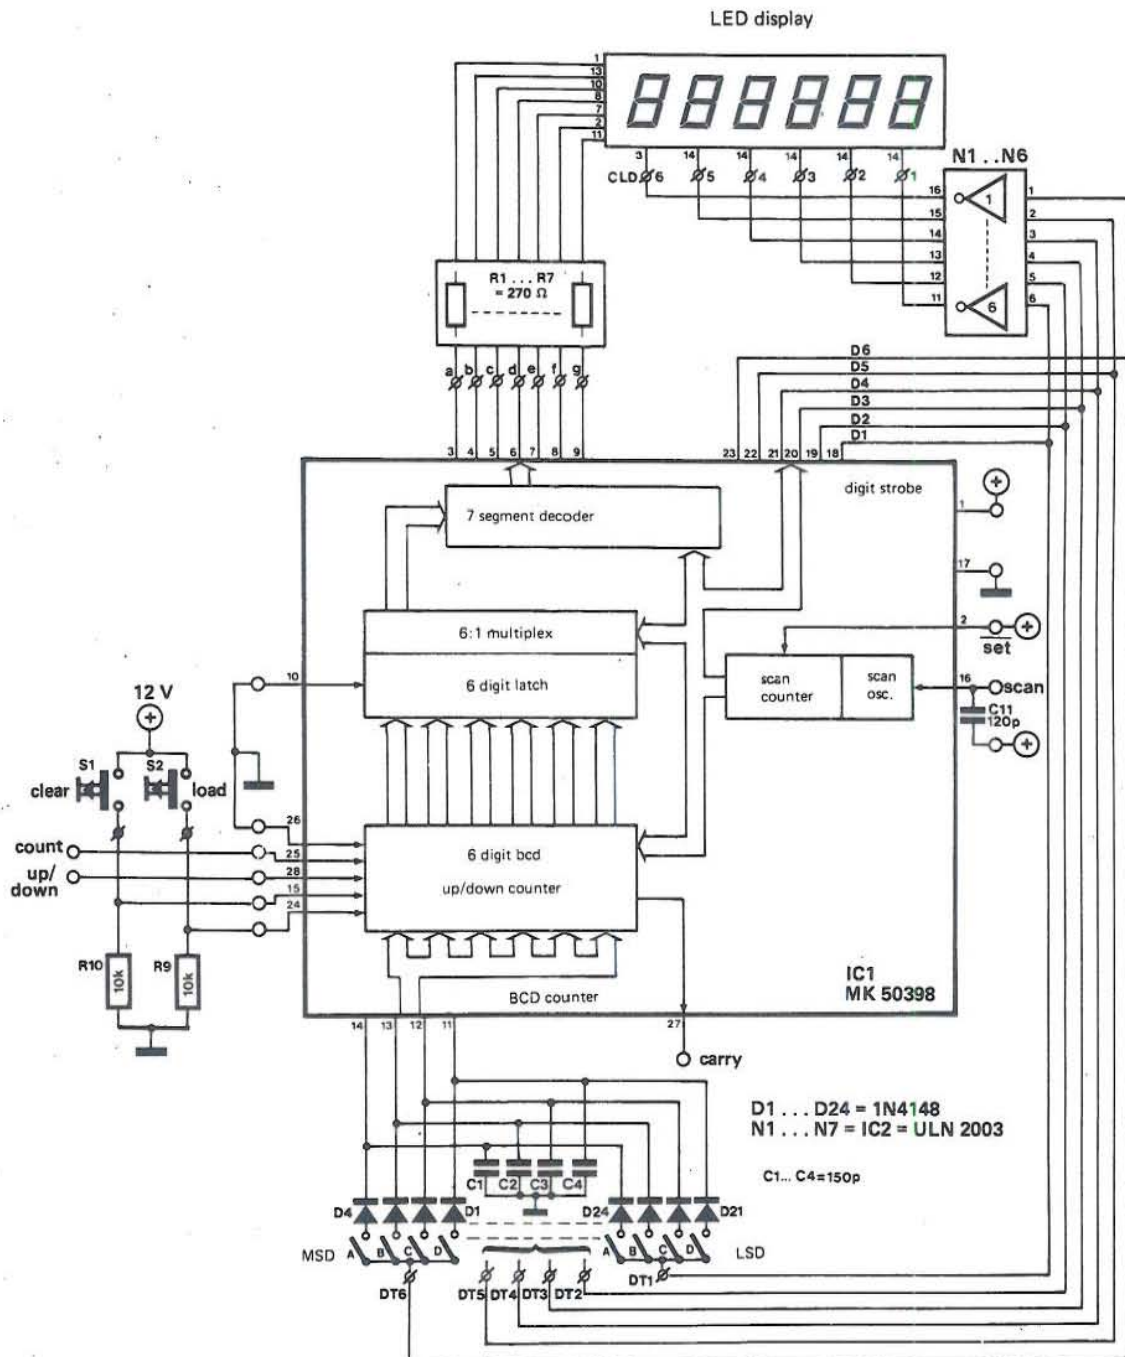 LED display
1
13
10
8
7
2
11
3 14 14 14 14 14
CLD 6 5 4 3 2 1
N1 . . N6
16 1 1
15 2
14 3
13 4
12 5
11 6 6
R1 ... R7
= 270 Ω
a b c d e f g
D6
D5
D4
D3
D2
D1
3 4 5 6 7 8 9
23 22 21 20 19 18
digit strobe
7 segment decoder
1
17
6:1 multiplex
6 digit latch
2
set
scan counter
scan osc.
16 scan
C11
120p
10
12 V
S1 S2
clear load
26
count 25
up/down 28
15
24
6 digit bcd
up/down counter
R10 10k R9 10k
BCD counter
IC1
MK 50398
14 13 12 11
27
carry
D1 ... D24 = 1N4148
N1 ... N7 = IC2 = ULN 2003
C1... C4=150p
C1 C2 C3 C4
D4 D1 D24 D21
MSD A B C D A B C D LSD
DT6 DT5 DT4 DT3 DT2 DT1